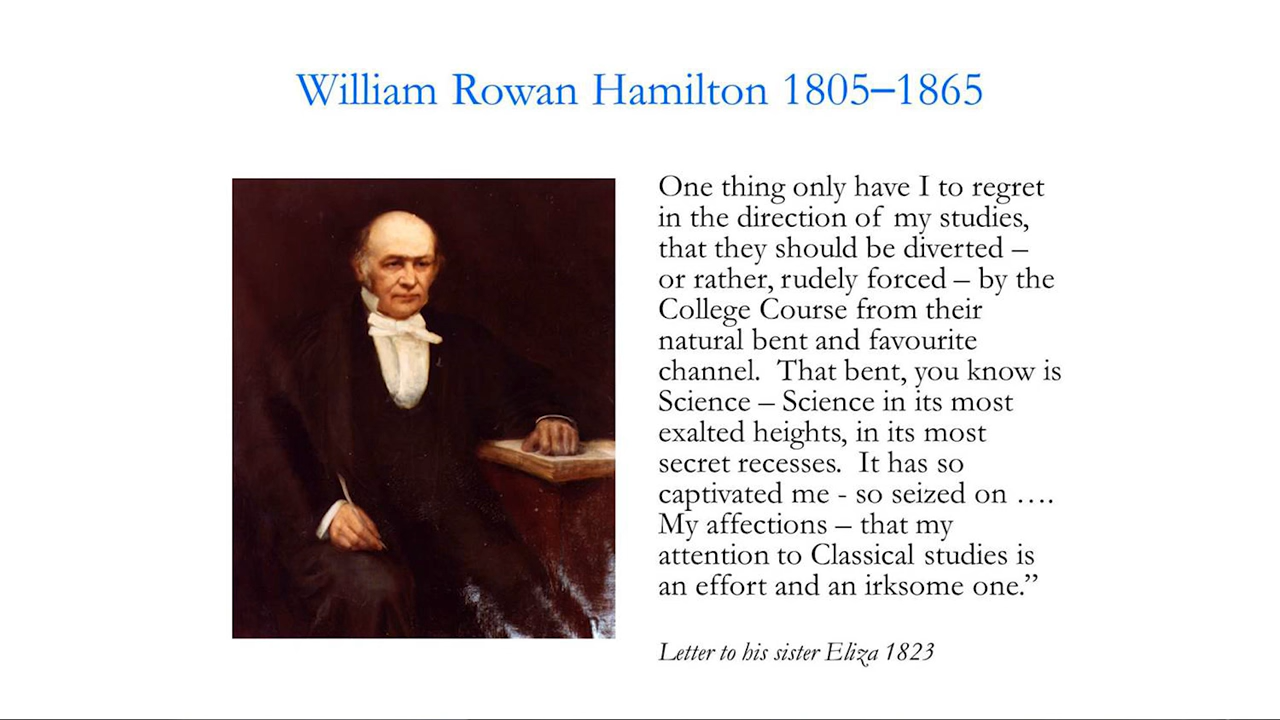 William Rowan Hamilton 1805–1865
One thing only have I to regret
in the direction of my studies,
that they should be diverted –
or rather, rudely forced – by the
College Course from their
natural bent and favourite
channel.  That bent, you know is
Science – Science in its most
exalted heights, in its most
secret recesses.  It has so
captivated me - so seized on ….
My affections – that my
attention to Classical studies is
an effort and an irksome one.”
Letter to his sister Eliza 1823